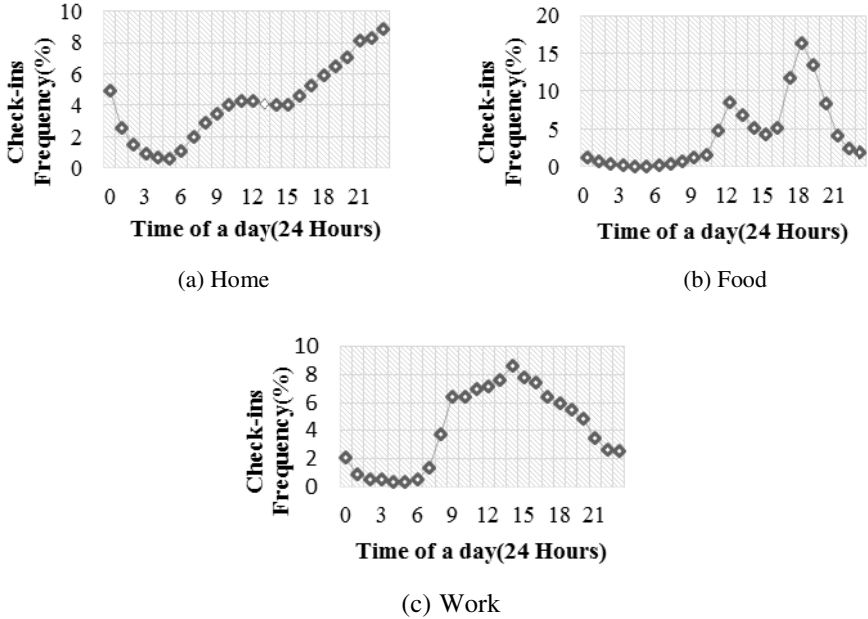 10
8
6
4
2
0
Check-ins
Frequency(%)
0 3 6 9 12 15 18 21
Time of a day(24 Hours)
(a) Home
20
15
10
5
0
Check-ins
Frequency(%)
0 3 6 9 12 15 18 21
Time of a day(24 Hours)
(b) Food
10
8
6
4
2
0
Check-ins
Frequency(%)
0 3 6 9 12 15 18 21
Time of a day(24 Hours)
(c) Work